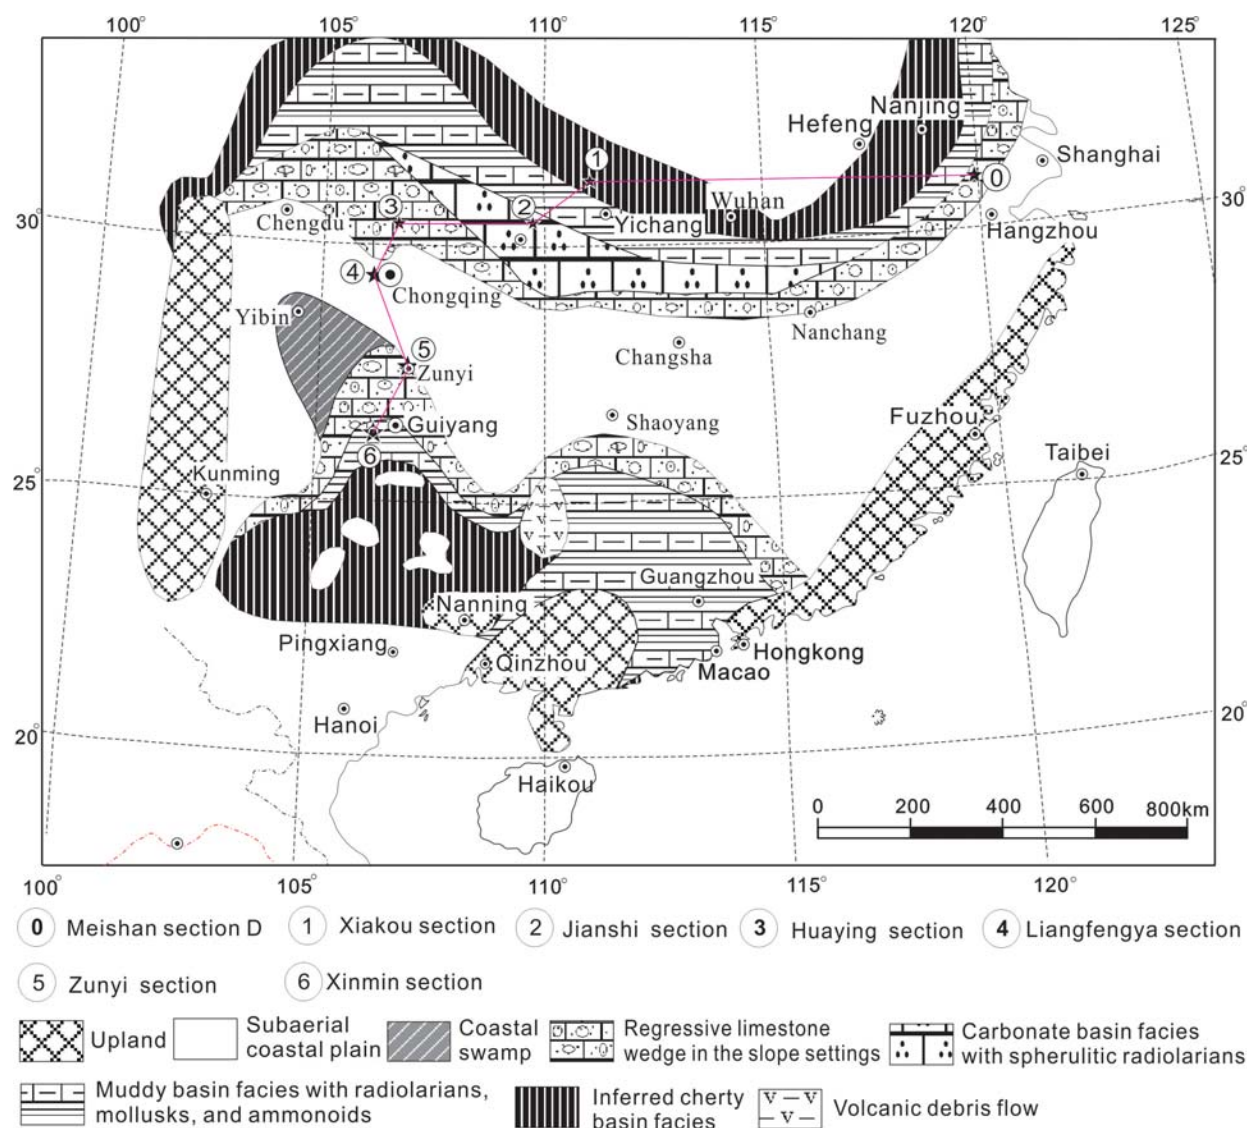 100° 105° 110° 115° 120° 125°
Nanjing
Hefeng
1
Shanghai
0
30° 30°
Chengdu
3
2
Yichang
Wuhan
Hangzhou
4
Chongqing
Yibin
Nanchang
5
Zunyi
Changsha
Guiyang
Shaoyang
Fuzhou
Taibei
6
25° 25°
Kunming
V V
V
V V
V
Guangzhou
Nanning
Pingxiang
Qinzhou
Hongkong
Macao
Hanoi
20° 20°
Haikou
0 200 400 600 800km
100° 105° 110° 115° 120°
0 Meishan section D 1 Xiakou section 2 Jianshi section 3 Huaying section 4 Liangfengya section
5 Zunyi section 6 Xinmin section
Upland
Subaerial
coastal plain
Coastal
swamp
Regressive limestone
wedge in the slope settings
Carbonate basin facies
with spherulitic radiolarians
Muddy basin facies with radiolarians,
mollusks, and ammonoids
Inferred cherty
basin facies
V V
V
Volcanic debris flow